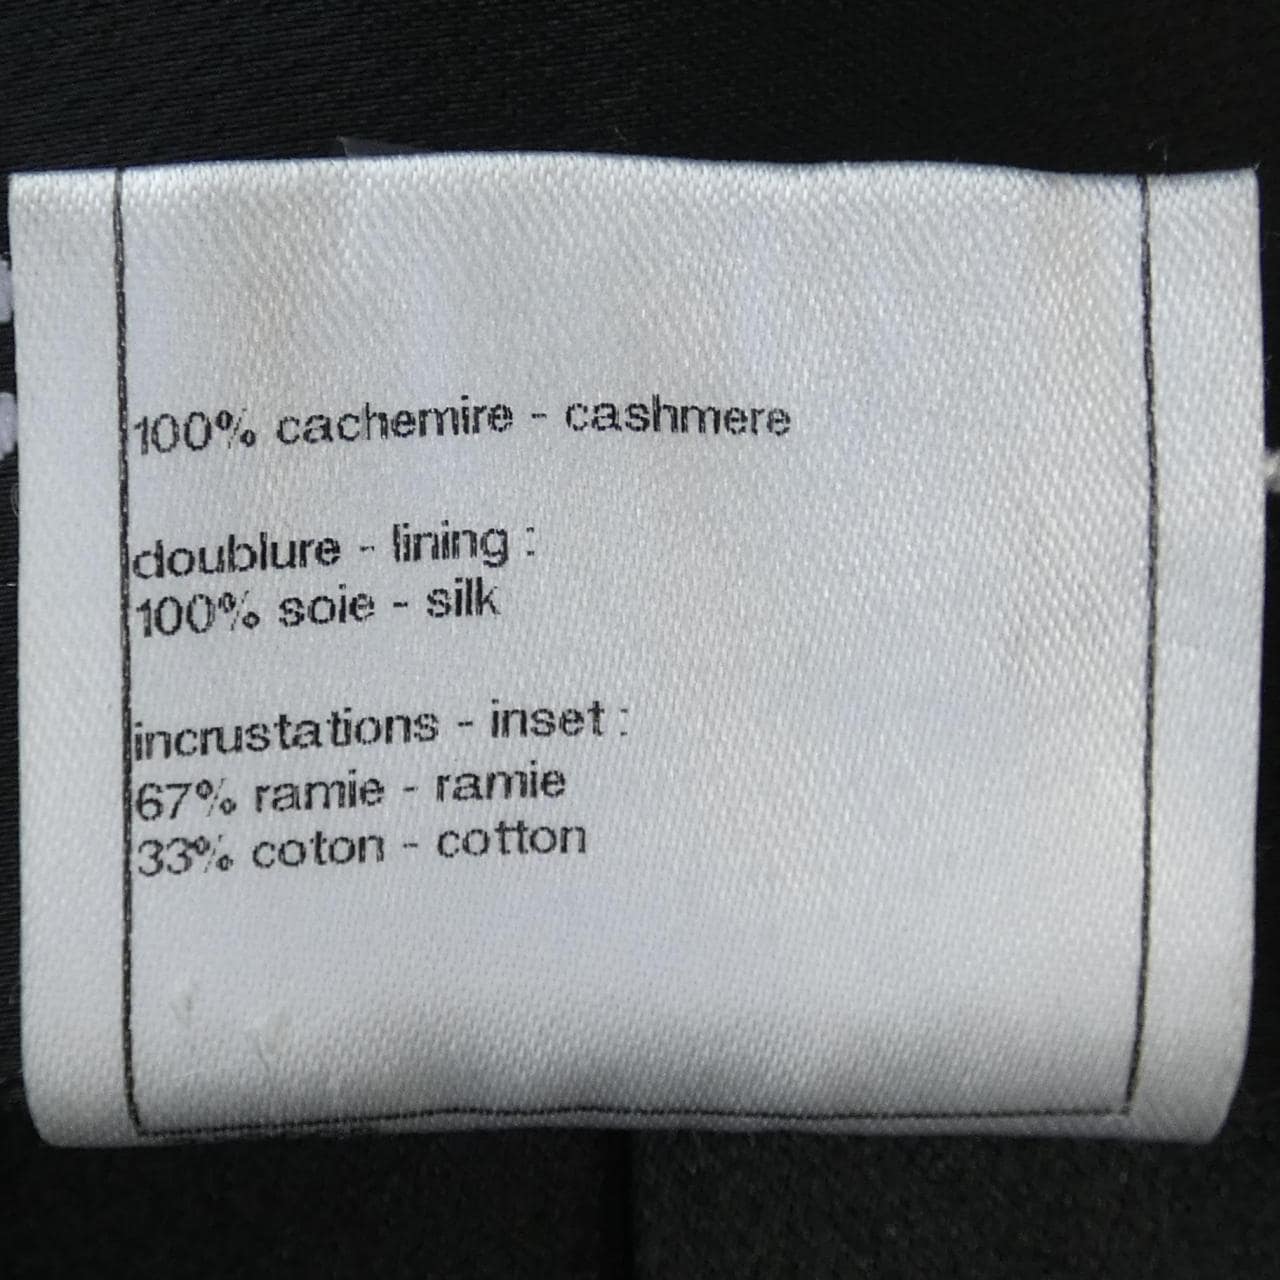 100% cachemire - cashmere
doublure - lining :
100% soie - silk
incrustations - inset :
67% ramie - ramie
33% coton - cotton